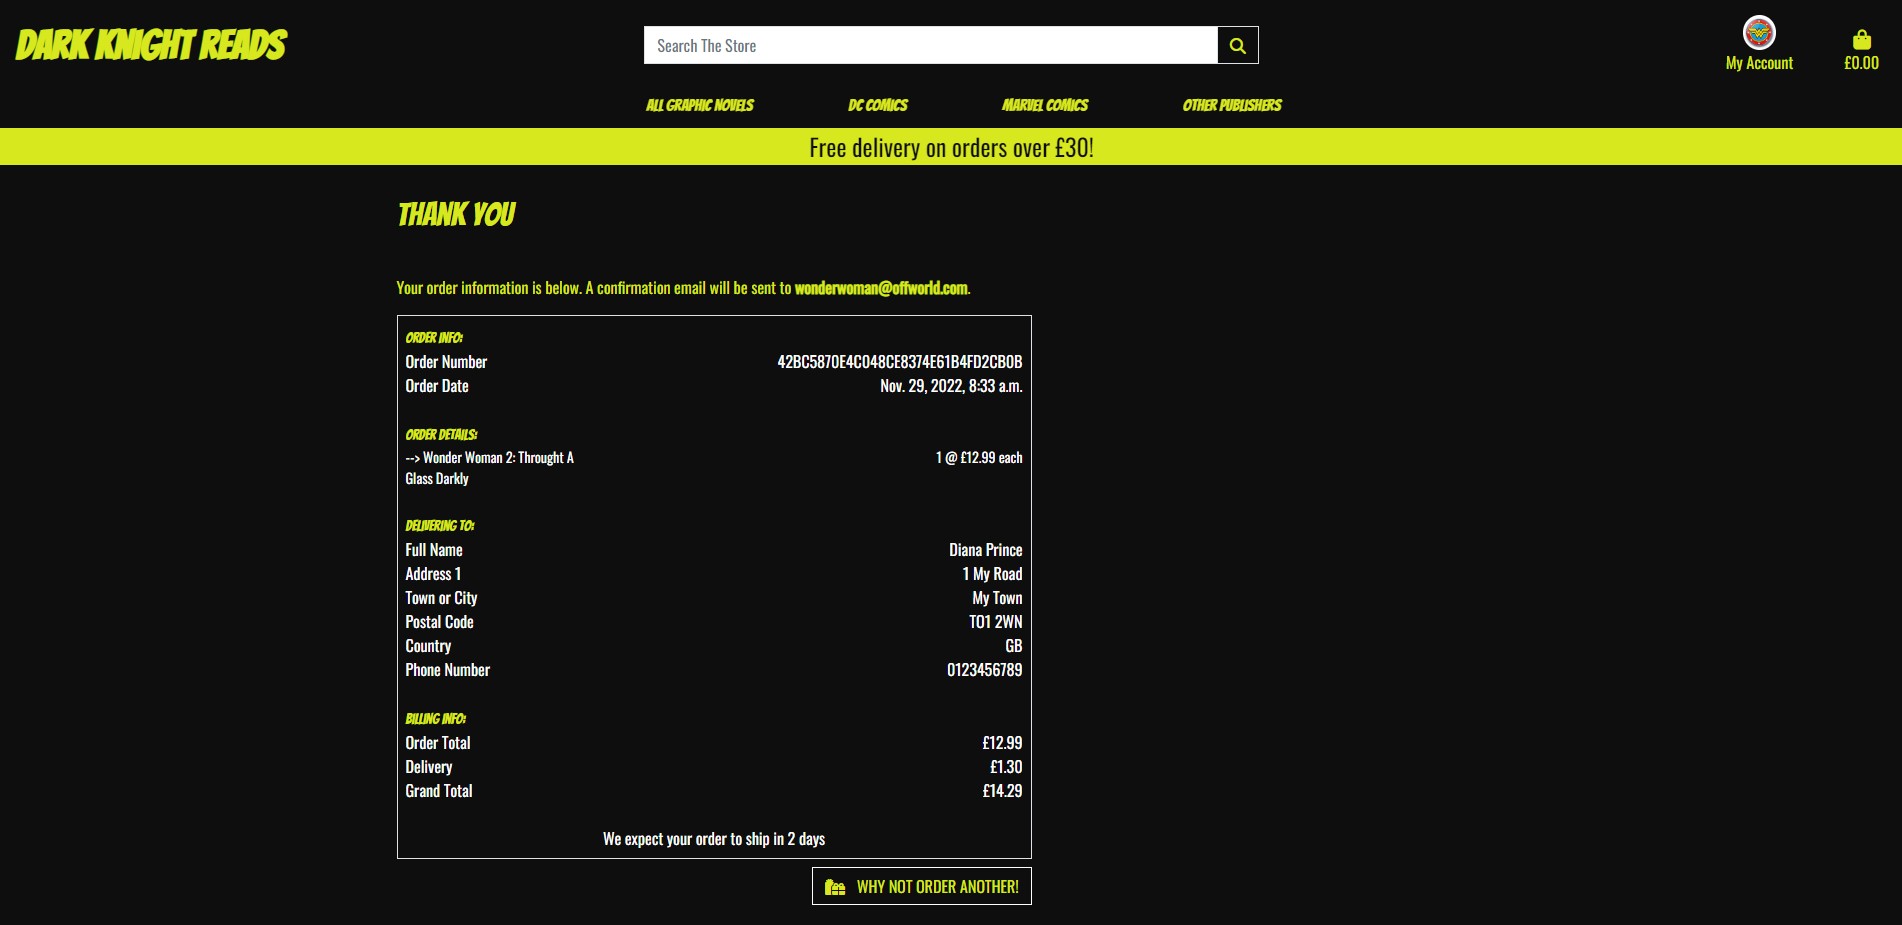 DARK KNIGHT READS
Search The Store
My Account
£0.00
ALL GRAPHIC NOVELS
DC COMICS
MARVEL COMICS
OTHER PUBLISHERS
Free delivery on orders over £30!
THANK YOU
Your order information is below. A confirmation email will be sent to wonderwoman@offworld.com.
ORDER INFO:
Order Number 42BC5870E4C048CE8374E61B4FD2CB0B
Order Date Nov. 29, 2022, 8:33 a.m.
ORDER DETAILS:
--> Wonder Woman 2: Throught A 1 @ £12.99 each
Glass Darkly
DELIVERING TO:
Full Name Diana Prince
Address 1 1 My Road
Town or City My Town
Postal Code TO1 2WN
Country GB
Phone Number 0123456789
BILLING INFO:
Order Total £12.99
Delivery £1.30
Grand Total £14.29
We expect your order to ship in 2 days
WHY NOT ORDER ANOTHER!